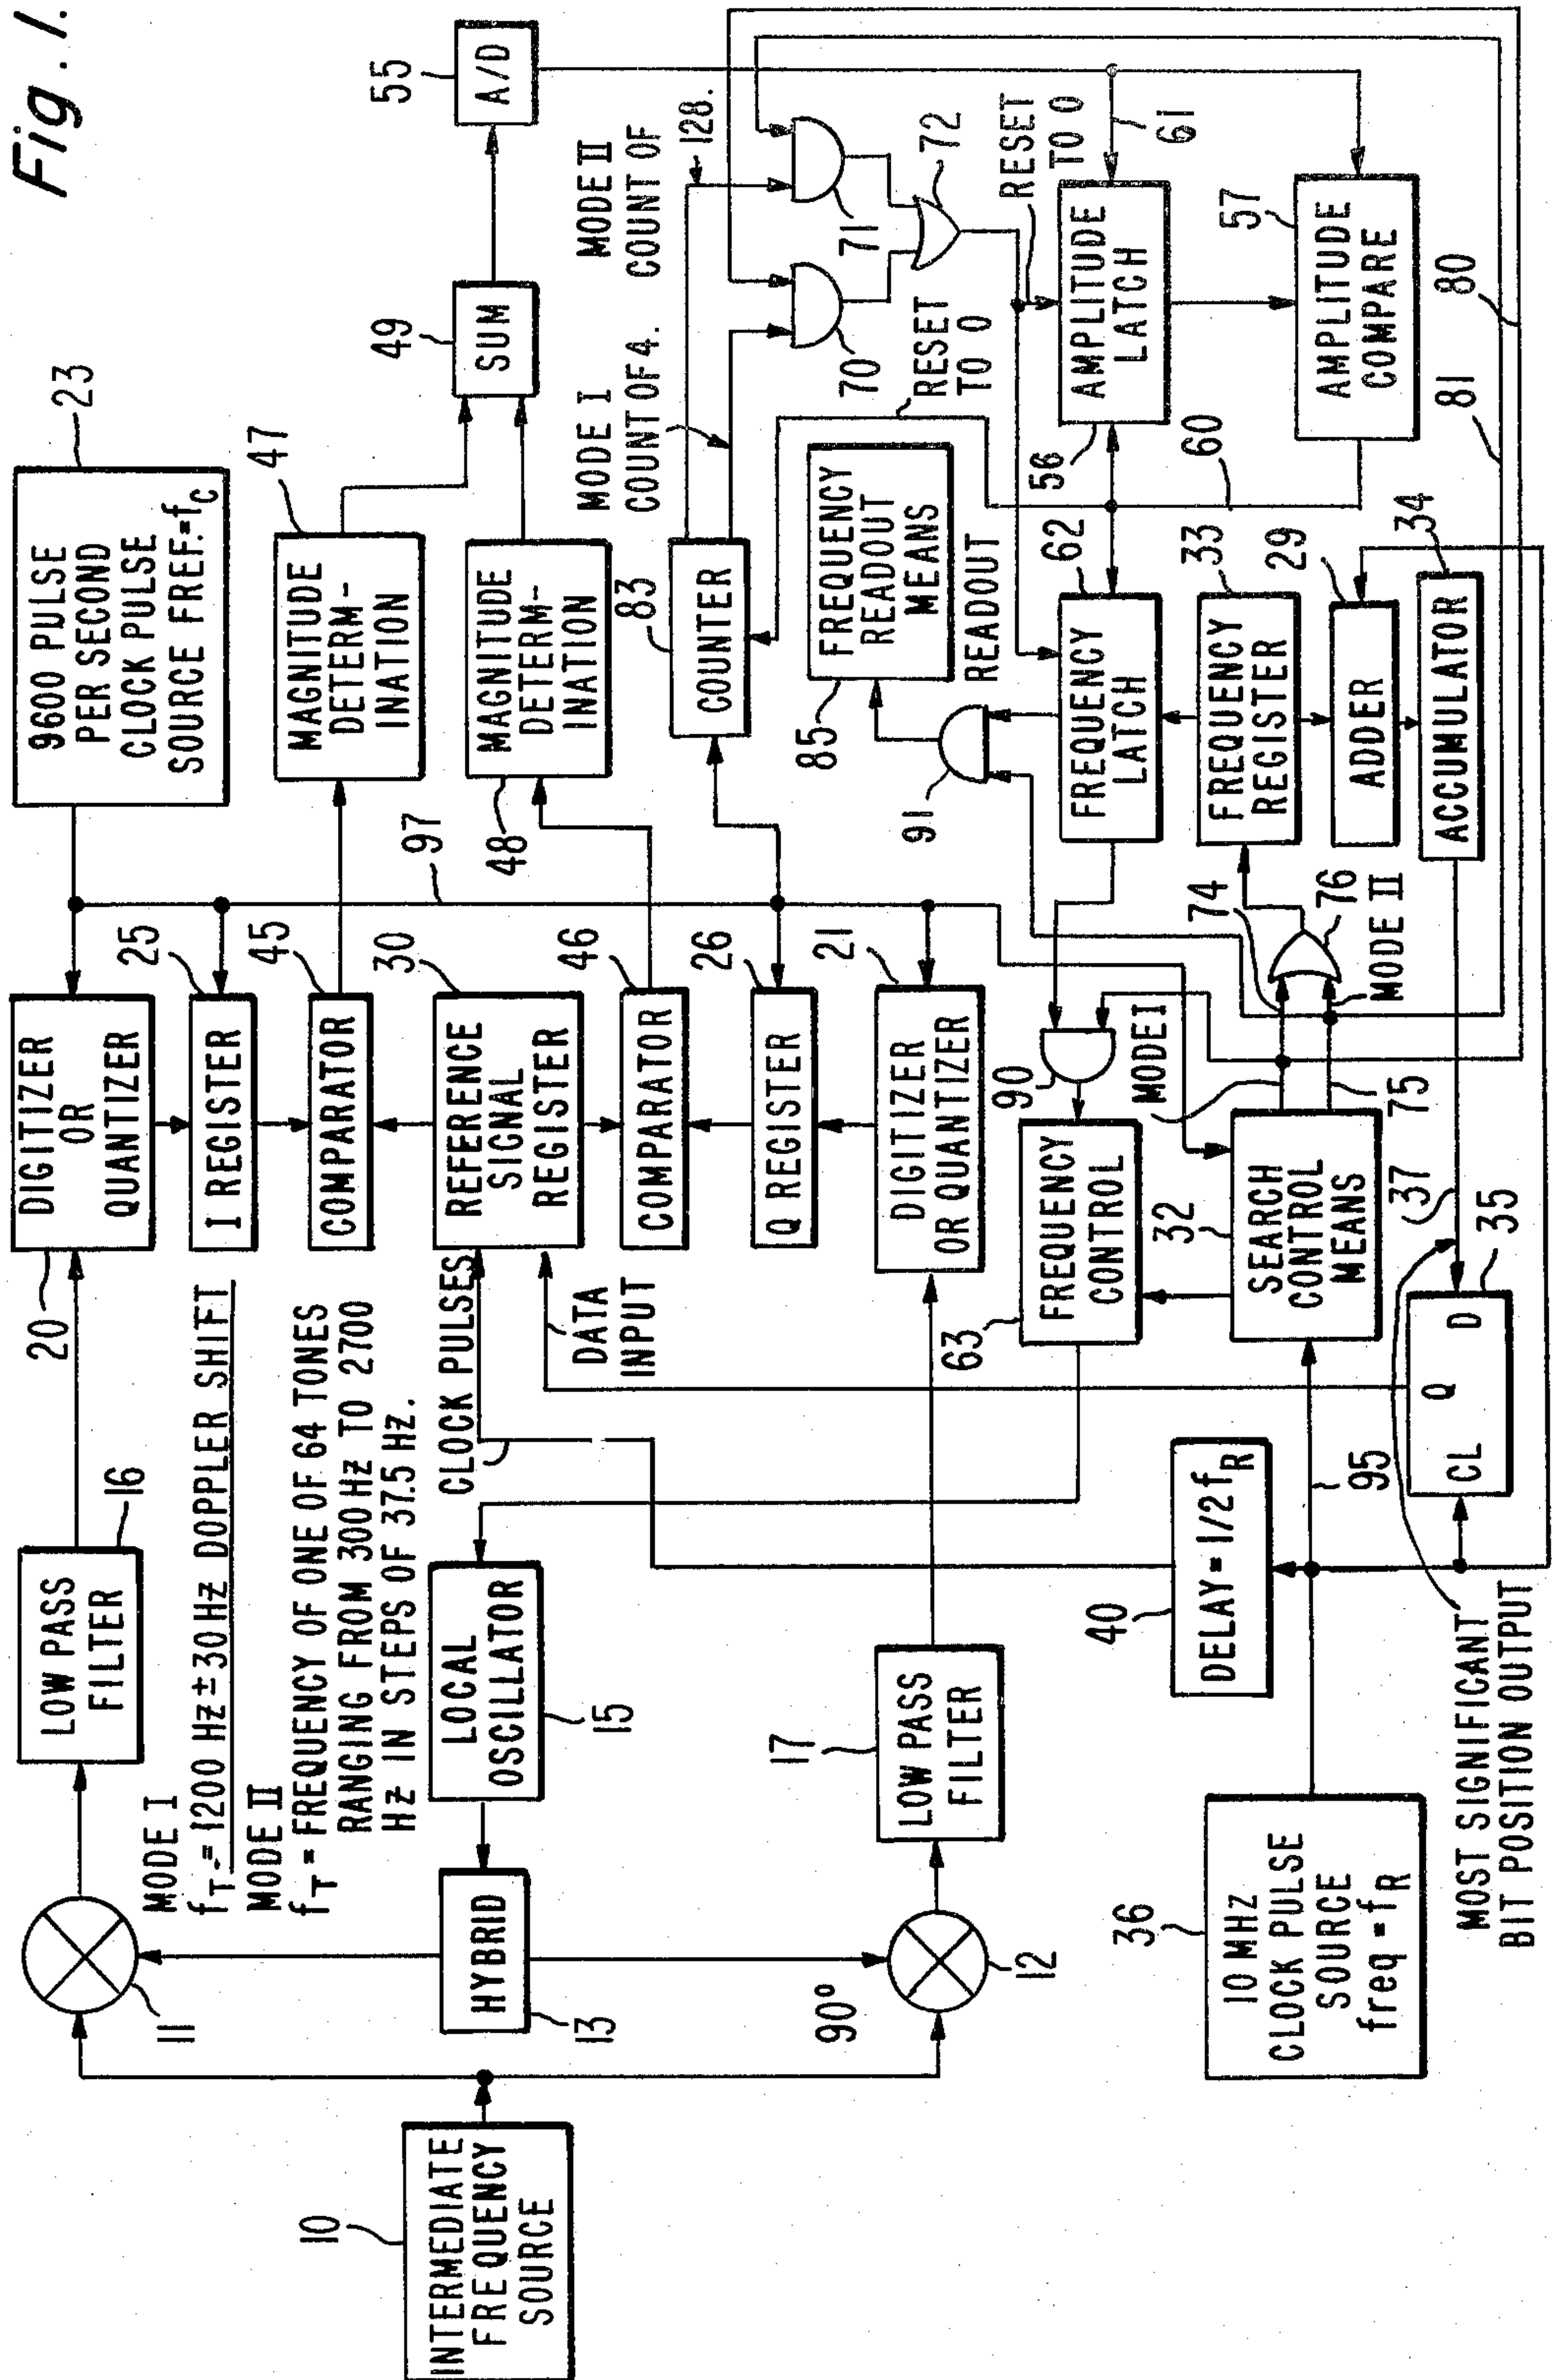 Fig. 1.
10
INTERMEDIATE
FREQUENCY
SOURCE
11
12
90°
HYBRID
13
LOCAL
OSCILLATOR
15
LOW PASS
FILTER
16
LOW PASS
FILTER
17
MODE I
fT = 1200 Hz ± 30 Hz DOPPLER SHIFT
MODE II
fT = FREQUENCY OF ONE OF 64 TONES
RANGING FROM 300 Hz TO 2700
Hz IN STEPS OF 37.5 Hz.
20
DIGITIZER
OR
QUANTIZER
25
I REGISTER
45
COMPARATOR
30
REFERENCE
SIGNAL
REGISTER
CLOCK PULSES
DATA
INPUT
46
COMPARATOR
26
Q REGISTER
21
DIGITIZER
OR QUANTIZER
23
9600 PULSE
PER SECOND
CLOCK PULSE
SOURCE FREF.=fC
97
47
MAGNITUDE
DETERM-
INATION
48
MAGNITUDE
DETERM-
INATION
49
SUM
55
A/D
83
COUNTER
MODE I
COUNT OF 4.
MODE II
COUNT OF
128.
70
71
72
RESET
TO 0
RESET
TO 0
61
56
AMPLITUDE
LATCH
57
AMPLITUDE
COMPARE
60
80
81
85
FREQUENCY
READOUT
MEANS
READOUT
91
62
FREQUENCY
LATCH
33
FREQUENCY
REGISTER
29
ADDER
34
ACCUMULATOR
90
63
FREQUENCY
CONTROL
MODE I
74
76
MODE II
75
32
SEARCH
CONTROL
MEANS
37
35
Q
CL
D
95
40
DELAY = 1/2 fR
36
10 MHZ
CLOCK PULSE
SOURCE
freq = fR
MOST SIGNIFICANT
BIT POSITION OUTPUT